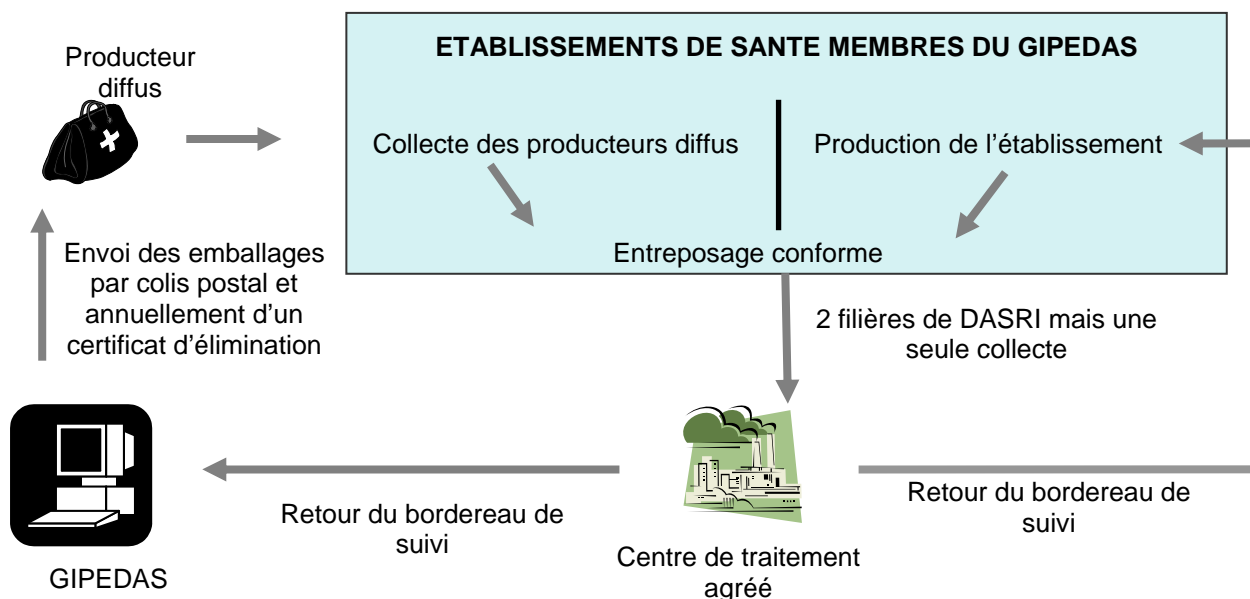 Producteur
diffus
ETABLISSEMENTS DE SANTE MEMBRES DU GIPEDAS
Collecte des producteurs diffus
Production de l’établissement
Entreposage conforme
Envoi des emballages
par colis postal et
annuellement d’un
certificat d’élimination
2 filières de DASRI mais une
seule collecte
Retour du bordereau de
suivi
Retour du bordereau de
suivi
Centre de traitement
agréé
GIPEDAS